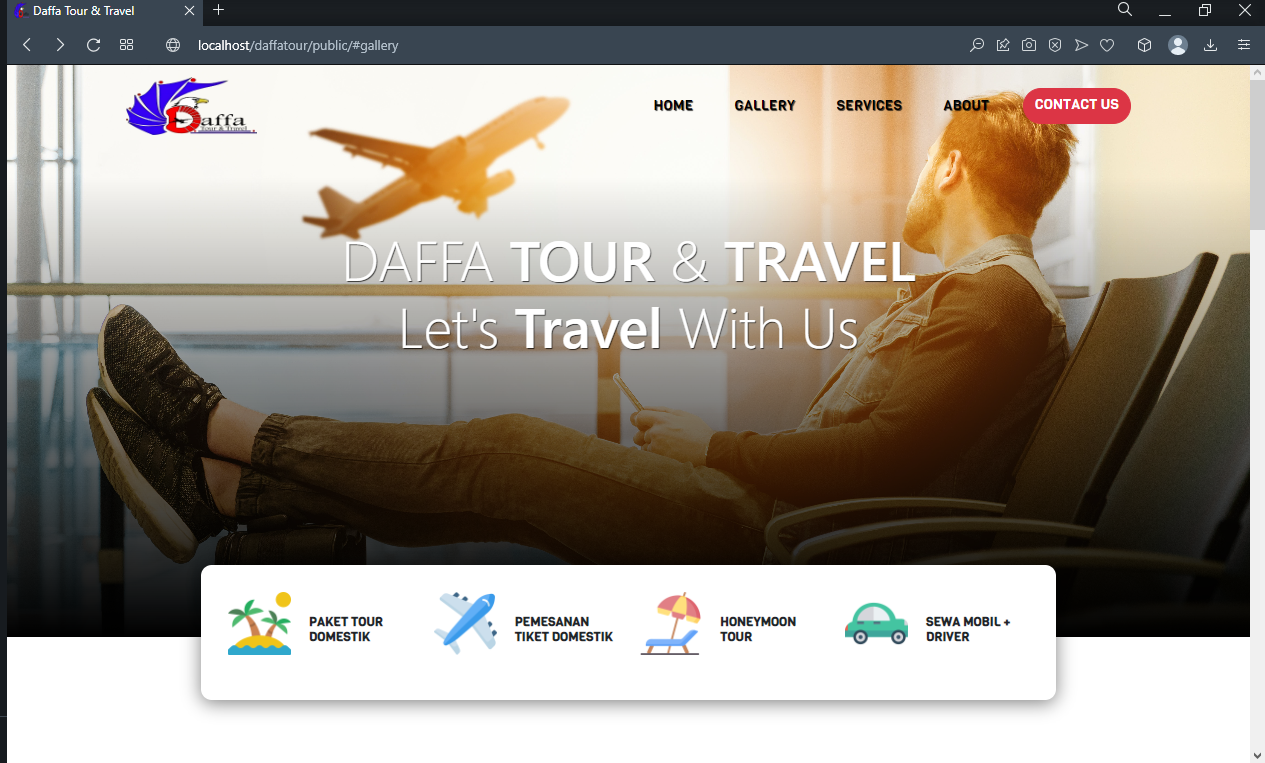 Daffa Tour & Travel
localhost/daffatour/public/#gallery
Daffa
Tour & Travel
HOME GALLERY SERVICES ABOUT CONTACT US
DAFFA TOUR & TRAVEL
Let's Travel With Us
PAKET TOUR
DOMESTIK
PEMESANAN
TIKET DOMESTIK
HONEYMOON
TOUR
SEWA MOBIL +
DRIVER